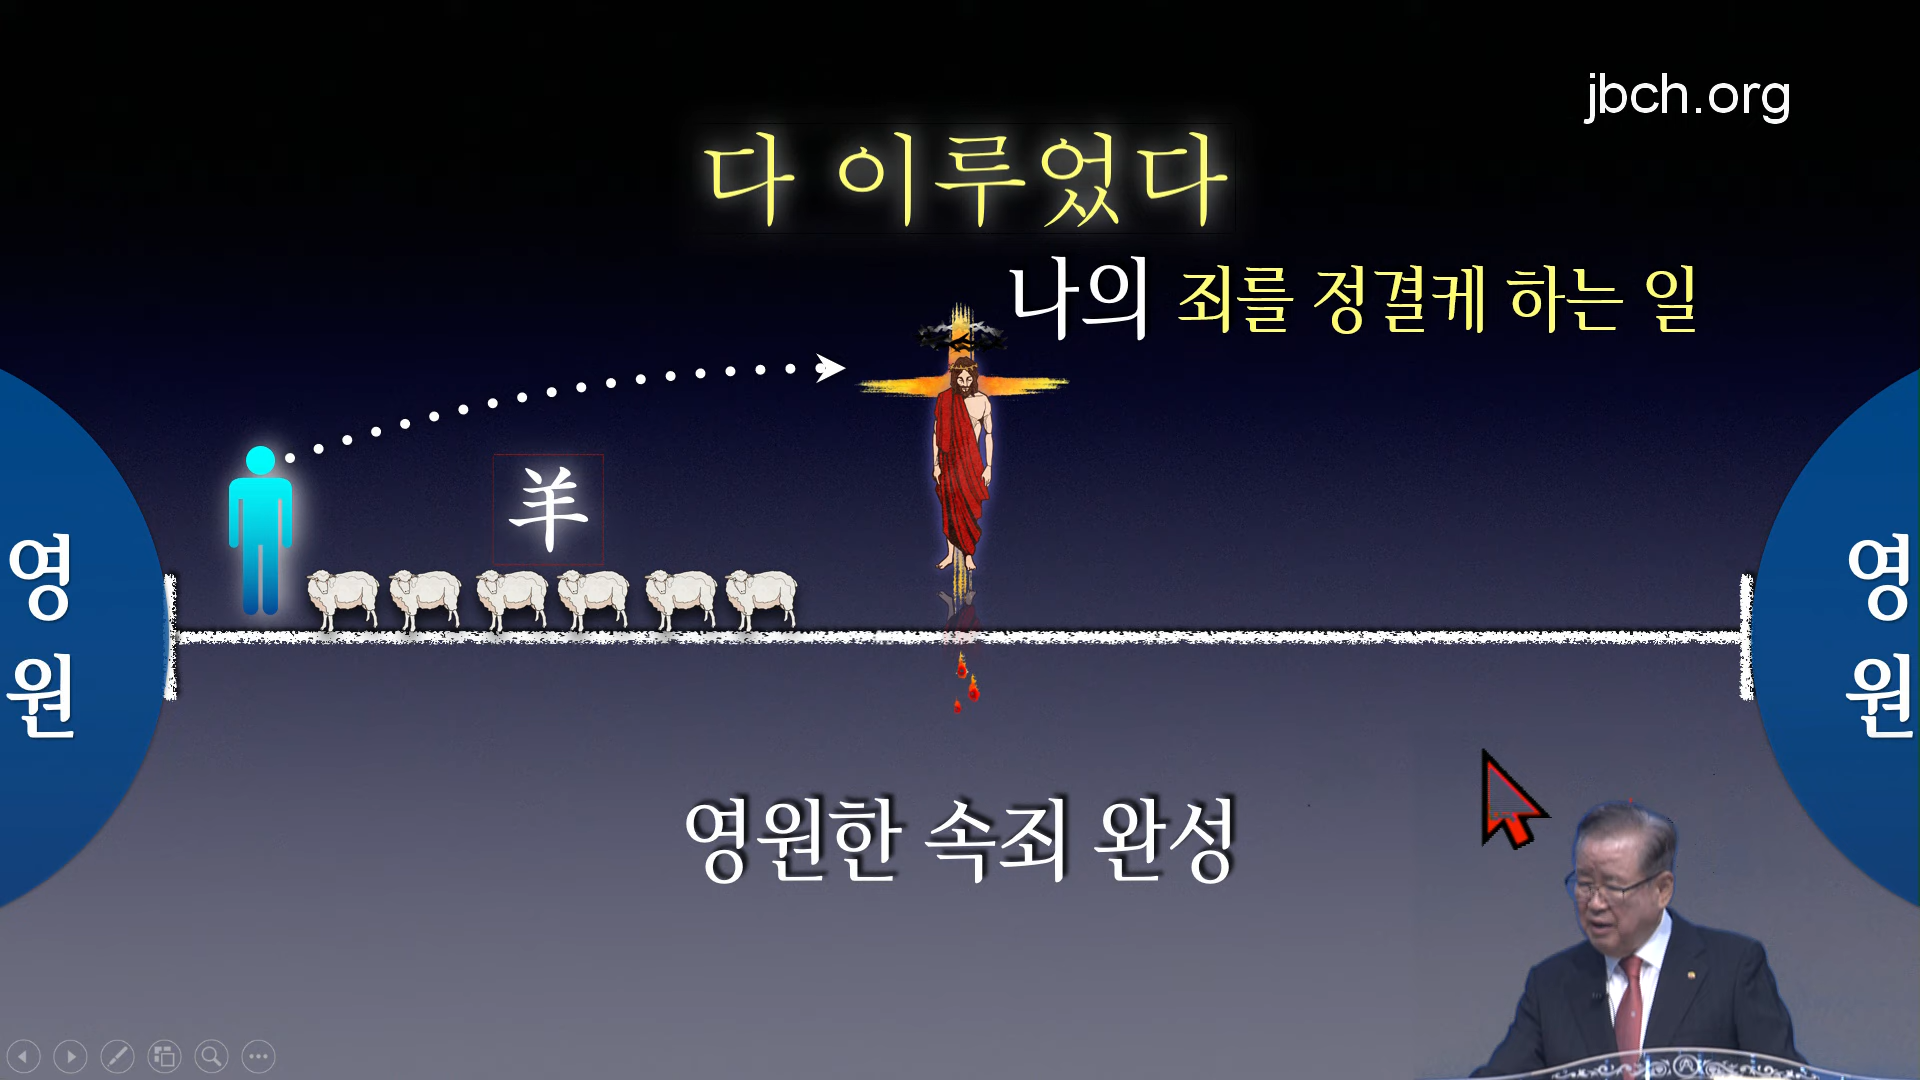 jbch.org
다 이루었다
나의 죄를 정결케 하는 일
羊
영
원
영
원
영원한 속죄 완성